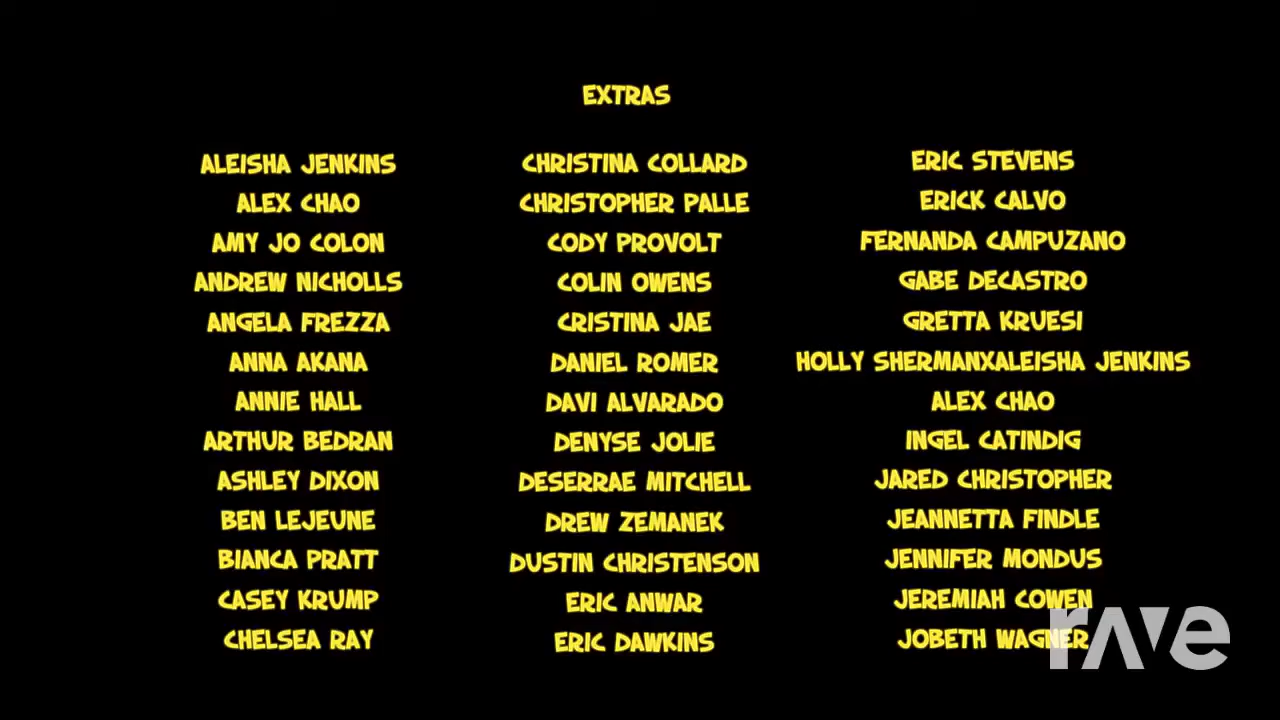 EXTRAS
ALEISHA JENKINS
ALEX CHAO
AMY JO COLON
ANDREW NICHOLLS
ANGELA FREZZA
ANNA AKANA
ANNIE HALL
ARTHUR BEDRAN
ASHLEY DIXON
BEN LEJEUNE
BIANCA PRATT
CASEY KRUMP
CHELSEA RAY
CHRISTINA COLLARD
CHRISTOPHER PALLE
CODY PROVOLT
COLIN OWENS
CRISTINA JAE
DANIEL ROMER
DAVI ALVARADO
DENYSE JOLIE
DESERRAE MITCHELL
DREW ZEMANEK
DUSTIN CHRISTENSON
ERIC ANWAR
ERIC DAWKINS
ERIC STEVENS
ERICK CALVO
FERNANDA CAMPUZANO
GABE DECASTRO
GRETTA KRUESI
HOLLY SHERMANXALEISHA JENKINS
ALEX CHAO
INGEL CATINDIG
JARED CHRISTOPHER
JEANNETTA FINDLE
JENNIFER MONDUS
JEREMIAH COWEN
JOBETH WAGNER
rave